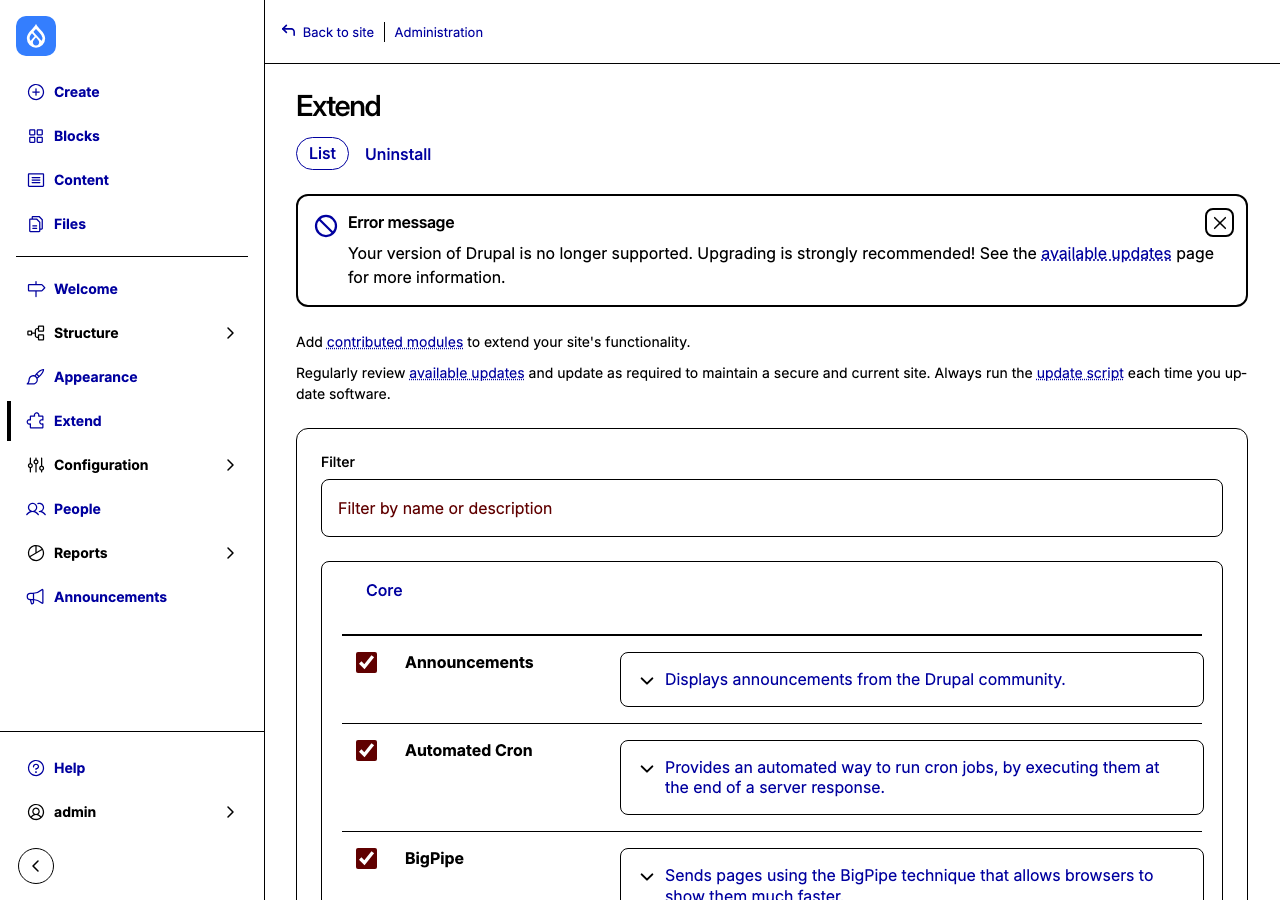 Create
Blocks
Content
Files
Welcome
Structure
Appearance
Extend
Configuration
People
Reports
Announcements
Help
admin
Back to site
Administration
Extend
List
Uninstall
Error message
Your version of Drupal is no longer supported. Upgrading is strongly recommended! See the available updates page
for more information.
Add contributed modules to extend your site's functionality.
Regularly review available updates and update as required to maintain a secure and current site. Always run the update script each time you up-
date software.
Filter
Filter by name or description
Core
Announcements
Displays announcements from the Drupal community.
Automated Cron
Provides an automated way to run cron jobs, by executing them at
the end of a server response.
BigPipe
Sends pages using the BigPipe technique that allows browsers to
show them much faster.